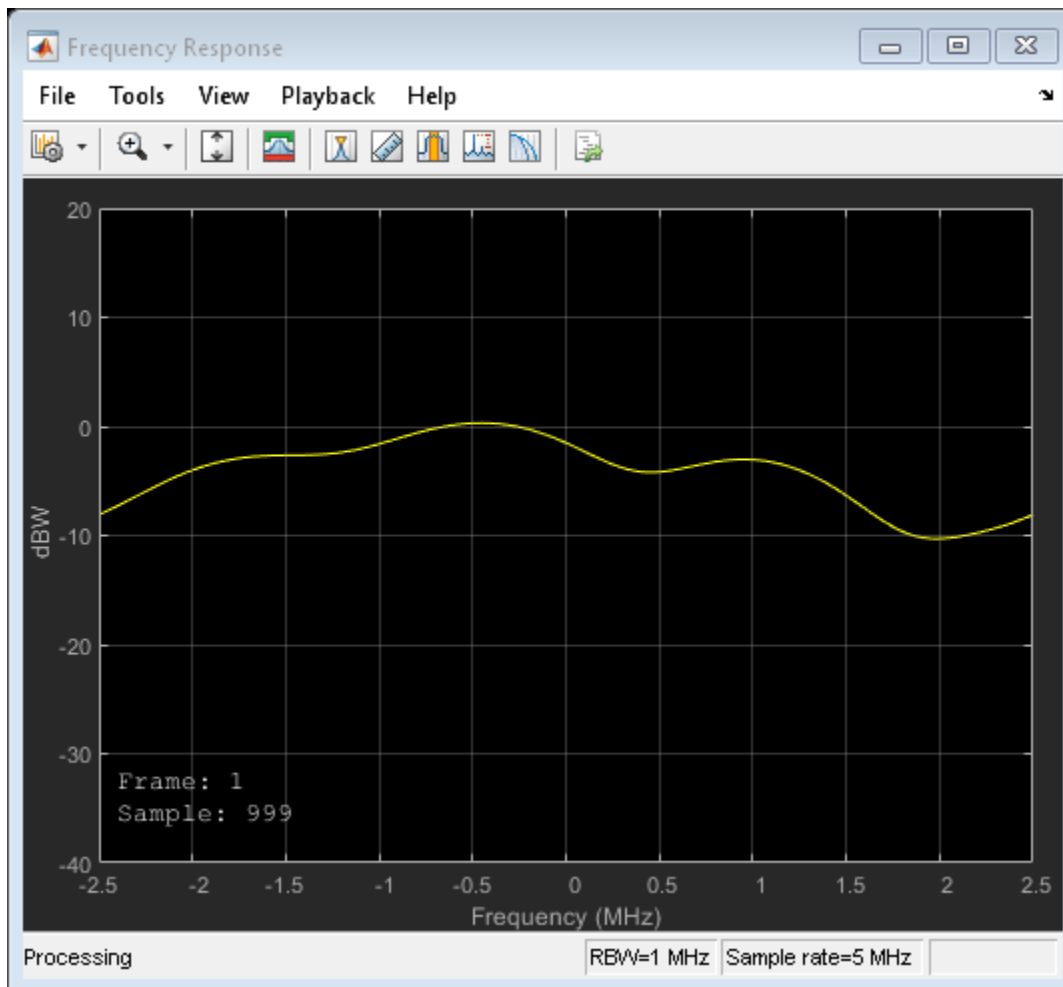 Frequency Response
File Tools View Playback Help
20
10
0
-10
-20
-30
-40
dBW
Frame: 1
Sample: 999
-2.5 -2 -1.5 -1 -0.5 0 0.5 1 1.5 2 2.5
Frequency (MHz)
Processing RBW=1 MHz Sample rate=5 MHz